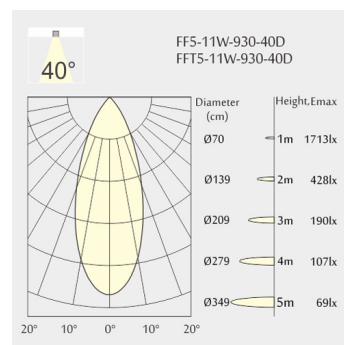 40°
FF5-11W-930-40D
FFT5-11W-930-40D
Diameter
(cm)
Height,Emax
Ø70 1m 1713lx
Ø139 2m 428lx
Ø209 3m 190lx
Ø279 4m 107lx
Ø349 5m 69lx
20° 10° 0° 10° 20°